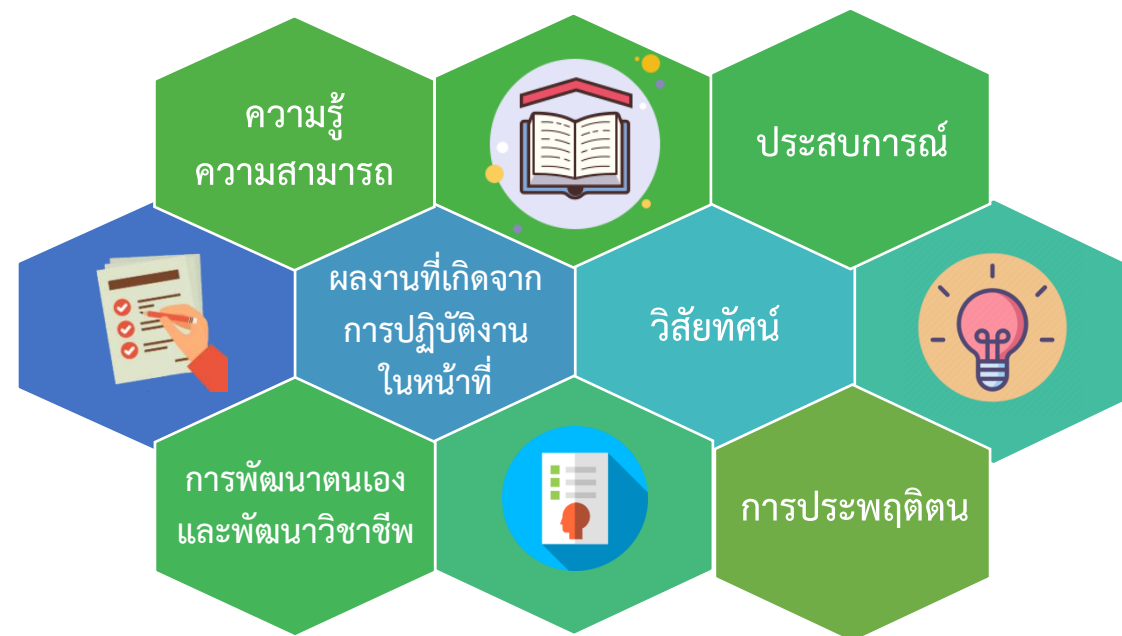 ความรู้
ความสามารถ
ประสบการณ์
ผลงานที่เกิดจาก
การปฏิบัติงาน
ในหน้าที่
วิสัยทัศน์
การพัฒนาตนเอง
และพัฒนาวิชาชีพ
การประพฤติตน